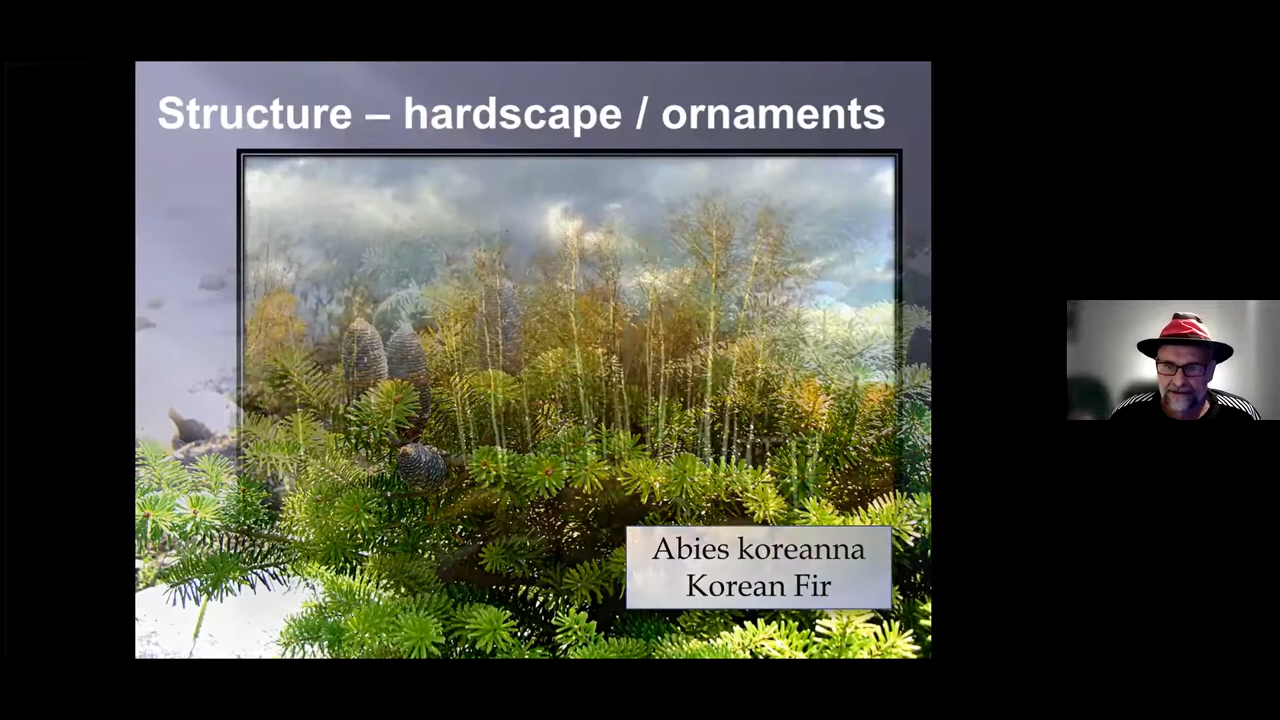 Structure – hardscape / ornaments
Abies koreanna
Korean Fir